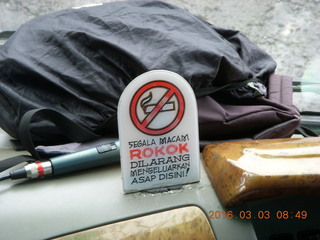 SEGALA MACAM
ROKOK
DILARANG
MENGELUARKAN
ASAP DISINI!
2016.03.03 08:49